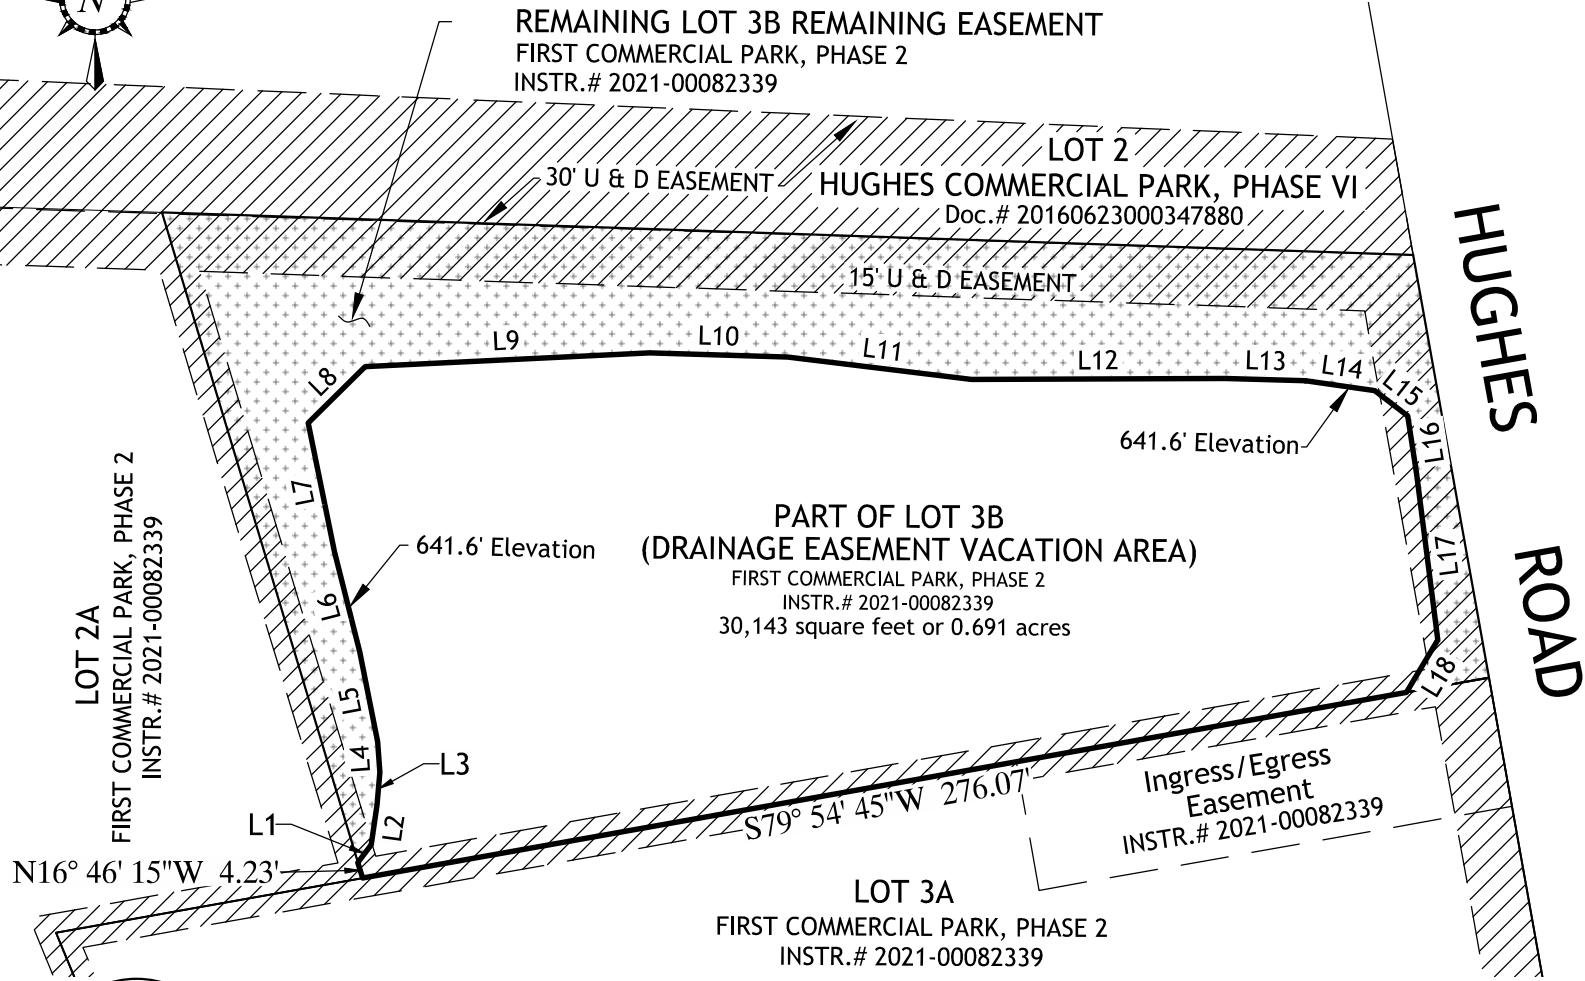 N
REMAINING LOT 3B REMAINING EASEMENT
FIRST COMMERCIAL PARK, PHASE 2
INSTR.# 2021-00082339
LOT 2
30' U & D EASEMENT
HUGHES COMMERCIAL PARK, PHASE VI
Doc.# 20160623000347880
HUGHES
ROAD
15' U & D EASEMENT
L8
L9
L10
L11
L12
L13
L14
L15
L16
L17
L18
641.6' Elevation
L7
L6
L5
L4
641.6' Elevation
PART OF LOT 3B
(DRAINAGE EASEMENT VACATION AREA)
FIRST COMMERCIAL PARK, PHASE 2
INSTR.# 2021-00082339
30,143 square feet or 0.691 acres
LOT 2A
FIRST COMMERCIAL PARK, PHASE 2
INSTR.# 2021-00082339
L3
L1
L2
N16° 46' 15"W 4.23'
S79° 54' 45"W 276.07'
Ingress/Egress
Easement
INSTR.# 2021-00082339
LOT 3A
FIRST COMMERCIAL PARK, PHASE 2
INSTR.# 2021-00082339